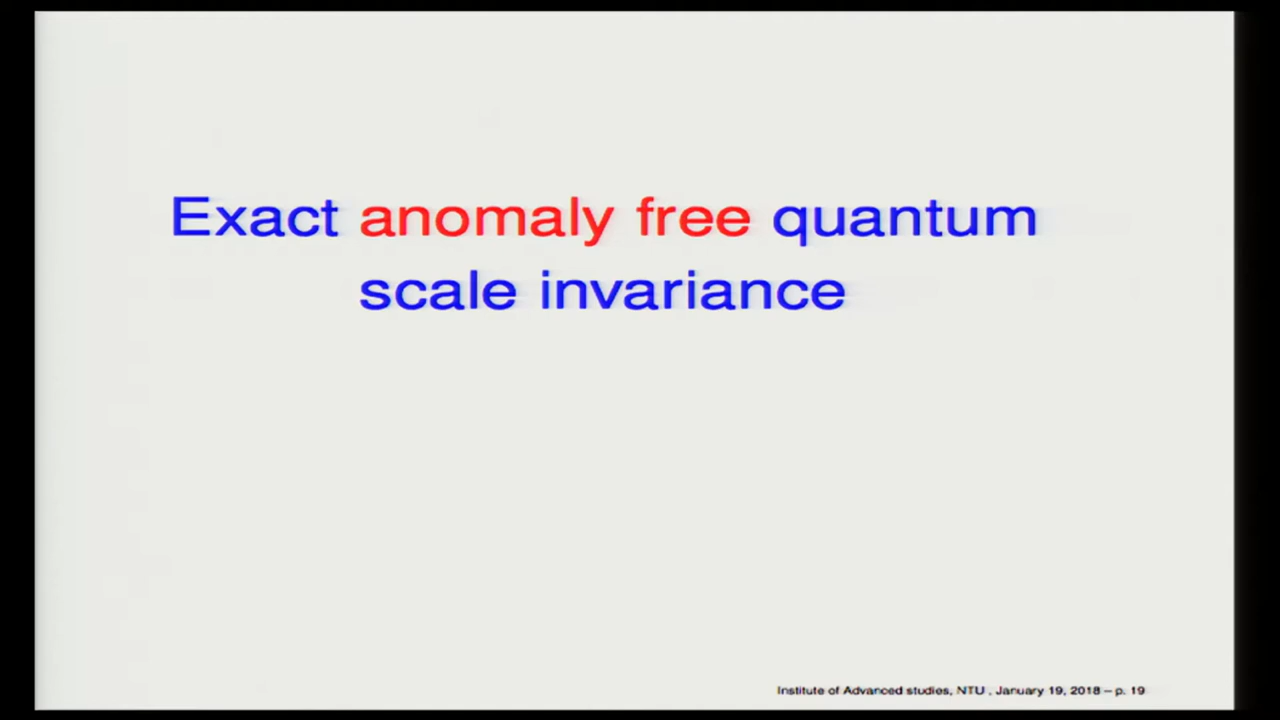 Exact anomaly free quantum
scale invariance
Institute of Advanced studies, NTU , January 19, 2018 – p. 19